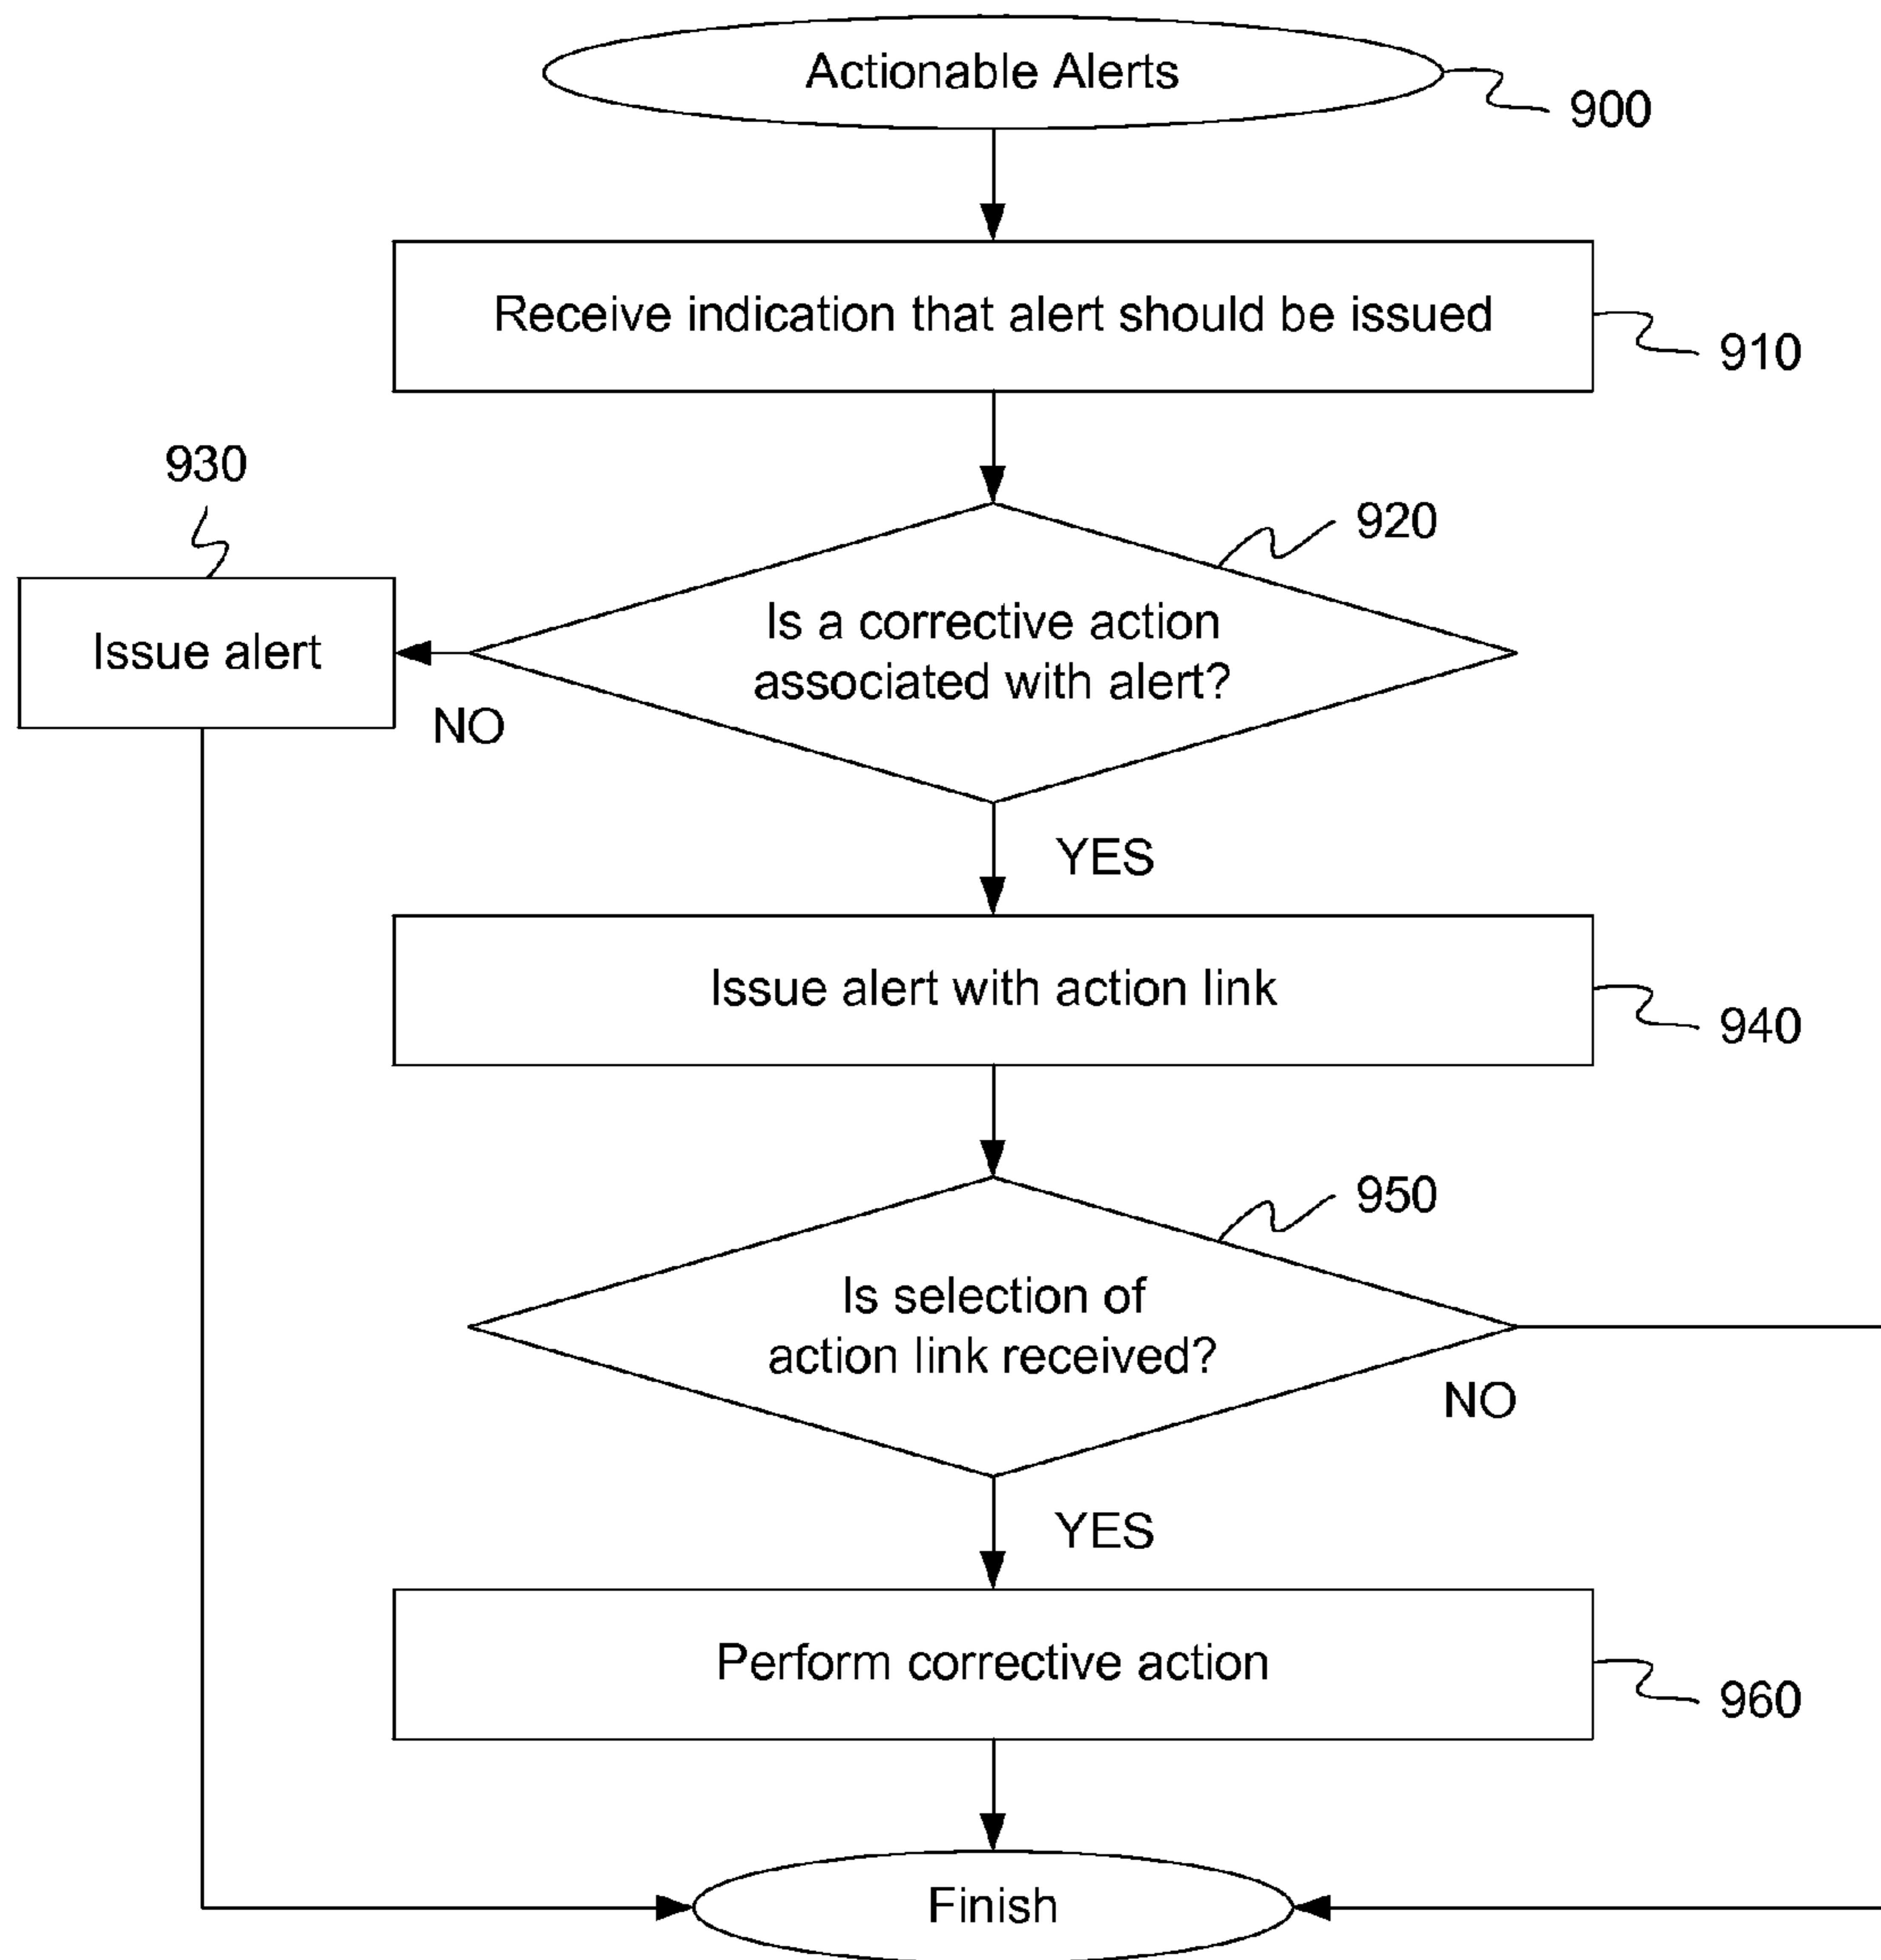 Actionable Alerts
900
Receive indication that alert should be issued
910
930
920
Is a corrective action
associated with alert?
Issue alert
NO
YES
Issue alert with action link
940
950
Is selection of
action link received?
NO
YES
Perform corrective action
960
Finish